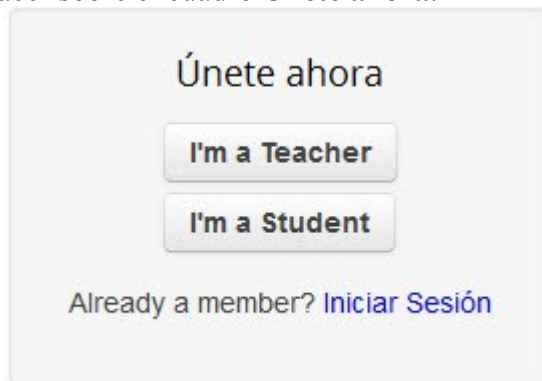 Únete ahora
I'm a Teacher
I'm a Student
Already a member? Iniciar Sesión